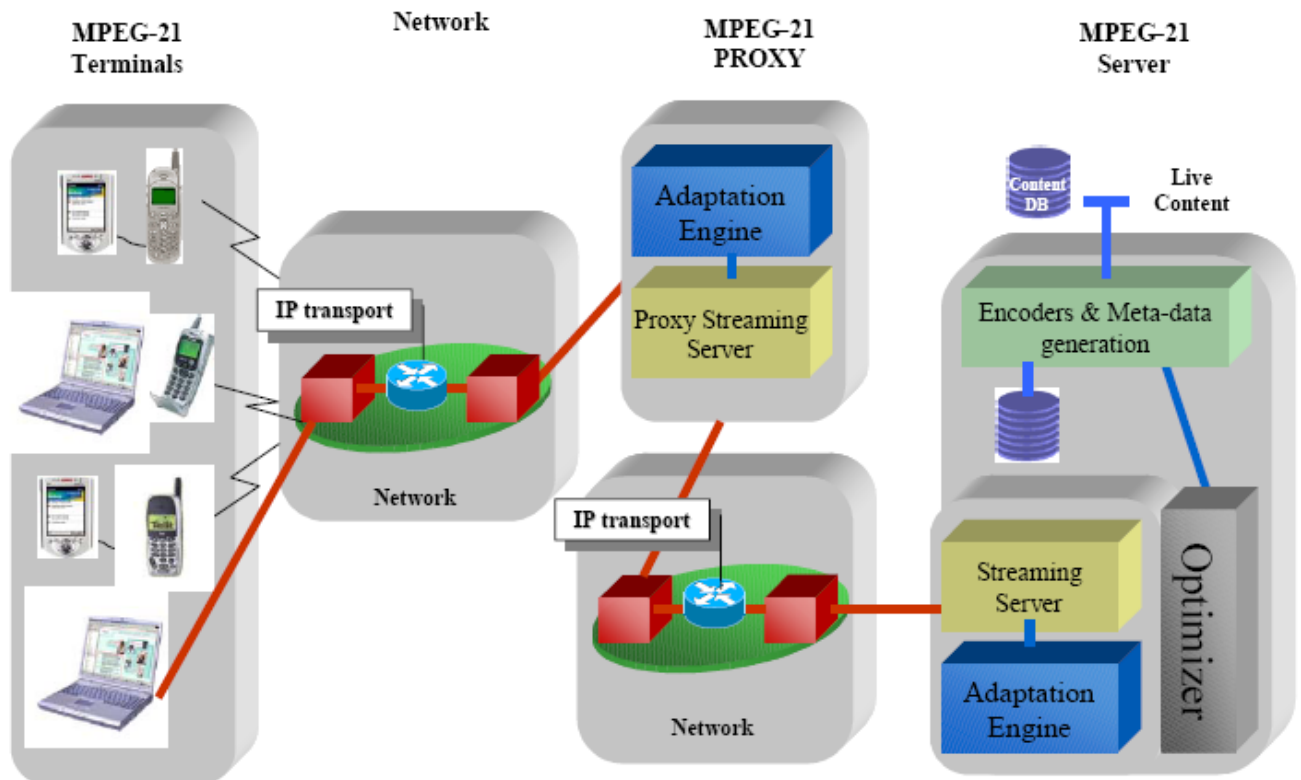 MPEG-21
Terminals
Network
MPEG-21
PROXY
MPEG-21
Server
IP transport
Network
Adaptation
Engine
Proxy Streaming
Server
IP transport
Network
Content
DB
Live
Content
Encoders & Meta-data
generation
Streaming
Server
Adaptation
Engine
Optimizer